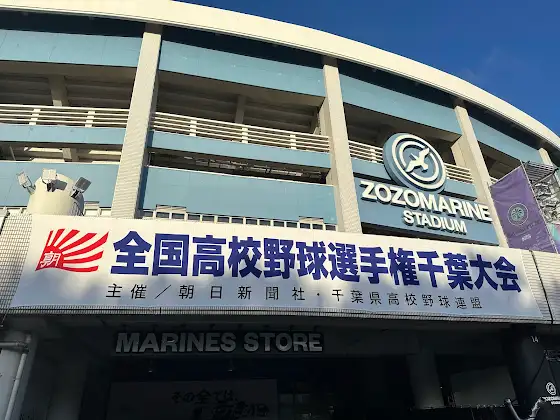 ZOZOMARINE
STADIUM
朝
全国高校野球選手権千葉大会
主催／朝日新聞社・千葉県高校野球連盟
MARINES STORE
14